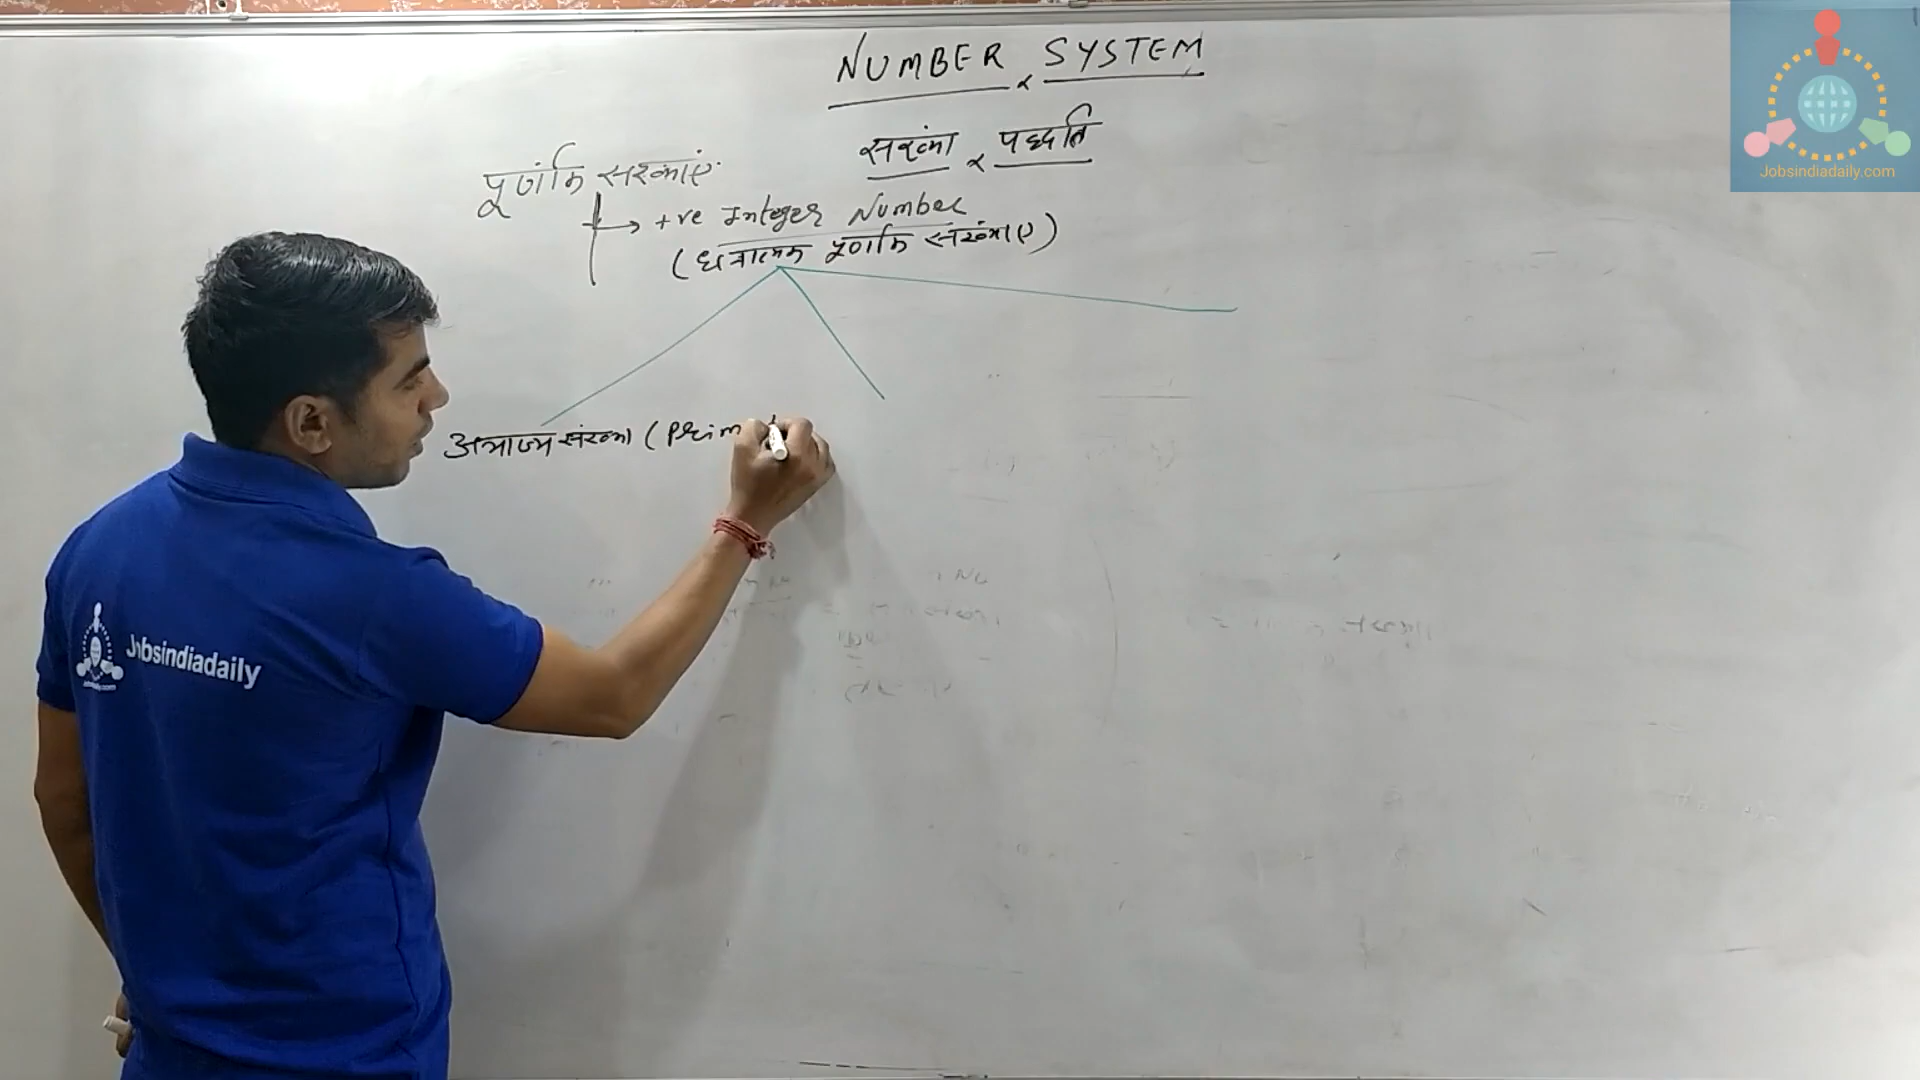 NUMBER SYSTEM
संख्या पद्धति
पूर्णांक संख्याएं
+ve Integer Number
(धनात्मक पूर्णांक संख्याए)
अभाज्य संख्या (Prim
Jobsindiadaily
Jobsindiadaily.com